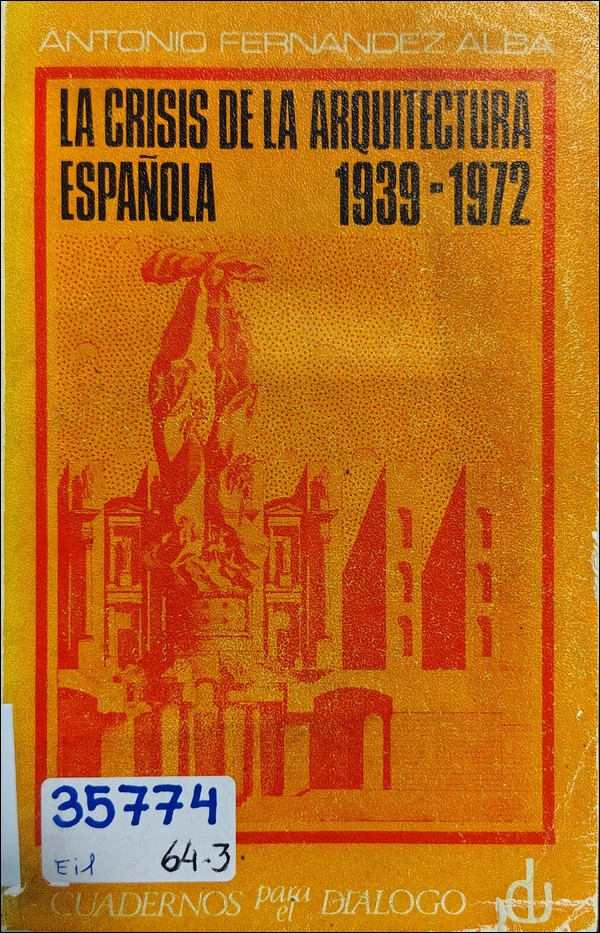 ANTONIO FERNANDEZ ALBA
LA CRISIS DE LA ARQUITECTURA
ESPAÑOLA 1939-1972
35774
64-3
CUADERNOS para el DIALOGO